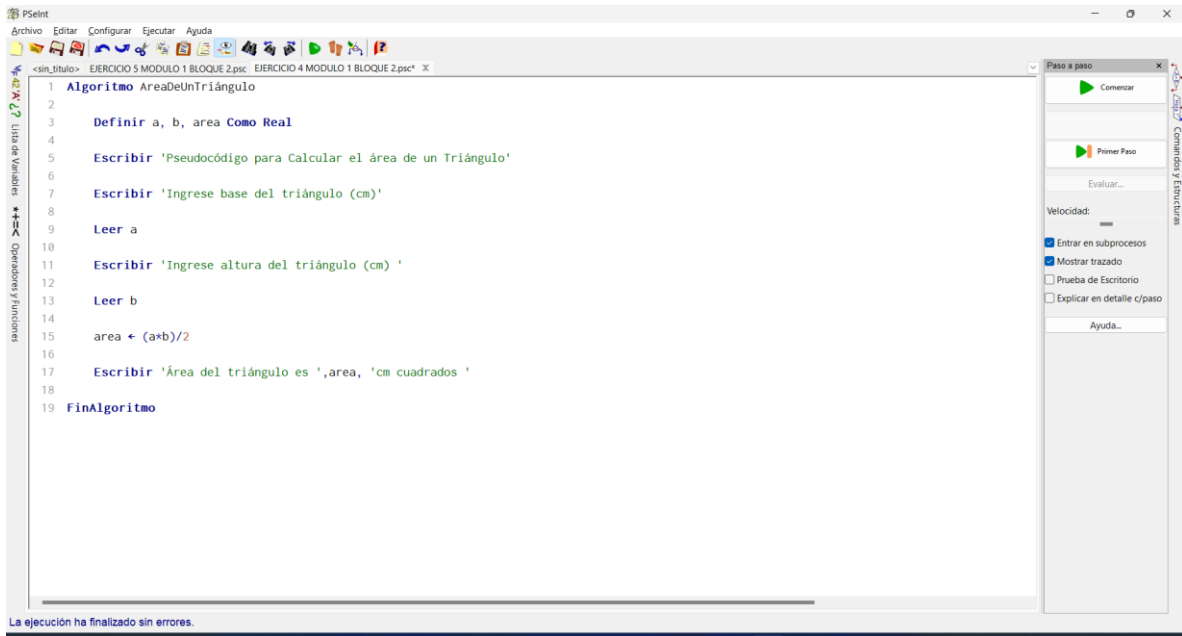 PSeInt
Archivo Editar Configurar Ejecutar Ayuda
<sin_titulo> EJERCICIO 5 MODULO 1 BLOQUE 2.psc EJERCICIO 4 MODULO 1 BLOQUE 2.psc* X
1 Algoritmo AreaDeUnTriángulo
2
3 Definir a, b, area Como Real
4
5 Escribir 'Pseudocódigo para Calcular el área de un Triángulo'
6
7 Escribir 'Ingrese base del triángulo (cm)'
8
9 Leer a
10
11 Escribir 'Ingrese altura del triángulo (cm) '
12
13 Leer b
14
15 area ← (a*b)/2
16
17 Escribir 'Área del triángulo es ',area, 'cm cuadrados '
18
19 FinAlgoritmo
42 'A' ¿? Lista de Variables
*+=< Operadores y Funciones
Paso a paso
Comenzar
Primer Paso
Evaluar...
Velocidad:
Entrar en subprocesos
Mostrar trazado
Prueba de Escritorio
Explicar en detalle c/paso
Ayuda...
Comandos y Estructuras
La ejecución ha finalizado sin errores.